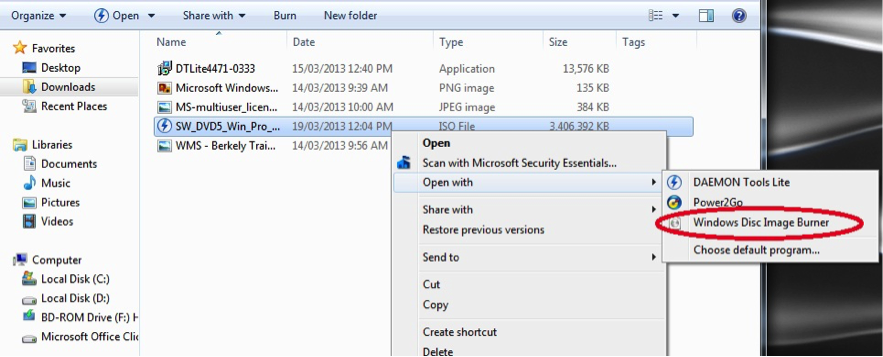 Organize Open Share with Burn New folder
Favorites
Desktop
Downloads
Recent Places
Libraries
Documents
Music
Pictures
Videos
Computer
Local Disk (C:)
Local Disk (D:)
BD-ROM Drive (F:) H
Microsoft Office Clic
Name Date Type Size Tags
DTLite4471-0333 15/03/2013 12:40 PM Application 13,576 KB
Microsoft Windows... 14/03/2013 9:39 AM PNG image 135 KB
MS-multiuser_licen... 14/03/2013 10:00 AM JPEG image 384 KB
SW_DVD5_Win_Pro_... 19/03/2013 12:04 PM ISO File 3,406,392 KB
WMS - Berkely Trai... 14/03/2013 9:56 AM
Open
Scan with Microsoft Security Essentials...
Open with
Share with
Restore previous versions
Send to
Cut
Copy
Create shortcut
Delete
DAEMON Tools Lite
Power2Go
Windows Disc Image Burner
Choose default program...